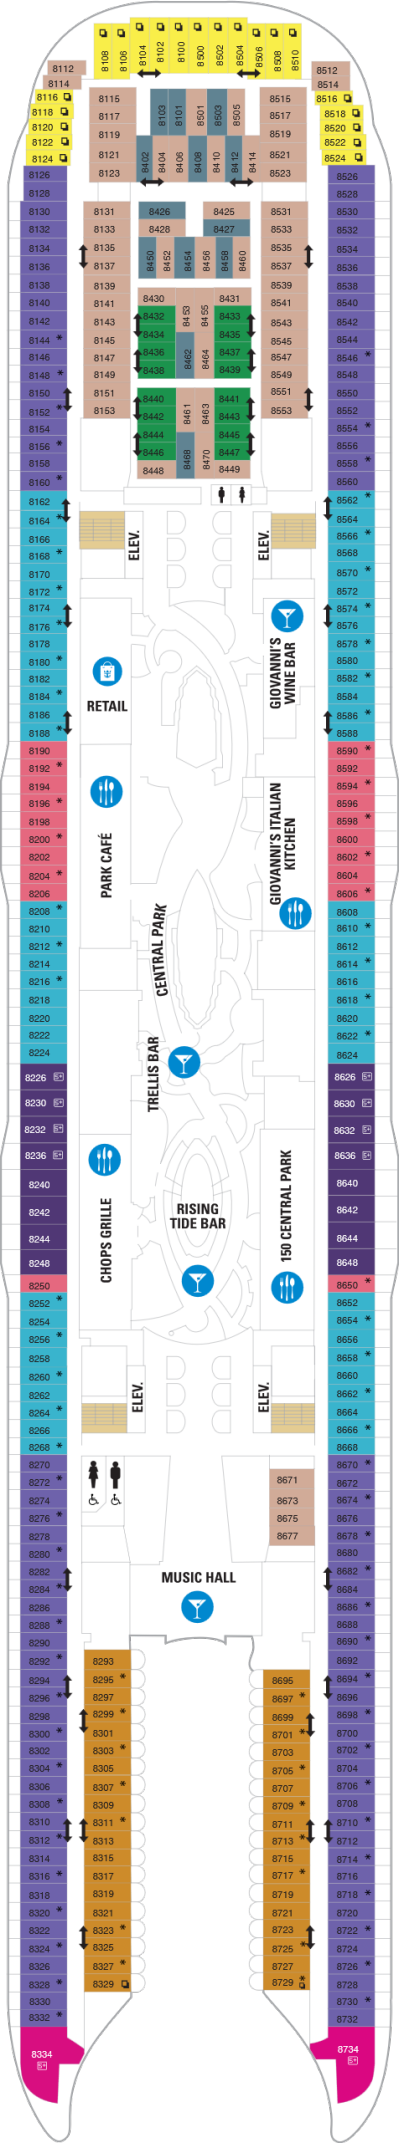 8108 8106 8104 8102 8100 8500 8502 8504 8506 8508 8510
8112 8512
8114 8514
8116 8115 8103 8101 8501 8503 8505 8515 8516
8118 8117 8517 8518
8120 8119 8519 8520
8122 8121 8402 8404 8406 8408 8410 8412 8414 8521 8522
8124 8123 8523 8524
8126 8526
8128 8528
8130 8131 8426 8425 8531 8530
8132 8133 8428 8427 8533 8532
8134 8135 8450 8452 8454 8456 8458 8460 8535 8534
8136 8137 8537 8536
8138 8139 8539 8538
8140 8141 8430 8453 8455 8431 8541 8540
8142 8143 8432 8433 8543 8542
8144 * 8145 8434 8435 8545 8544
8146 8147 8436 8462 8464 8437 8547 8546 *
8148 * 8149 8438 8439 8549 8548
8150 8151 8440 8461 8463 8441 8551 8550
8152 * 8153 8442 8443 8553 8552
8154 8444 8445 8554 *
8156 * 8446 8468 8470 8447 8556
8158 8448 8449 8558 *
8160 * 8560
8162 8562 *
8164 * 8564
8166 ELEV. ELEV. 8566 *
8168 * 8568
8170 8570 *
8172 * 8572
8174 8574 *
8176 * 8576
8178 GIOVANNI'S WINE BAR 8578 *
8180 * 8580
8182 8582 *
8184 * RETAIL 8584
8186 8586 *
8188 * 8588
8190 8590 *
8192 * 8592
8194 8594 *
8196 * 8596
8198 GIOVANNI'S ITALIAN KITCHEN 8598 *
8200 * PARK CAFÉ 8600
8202 8602 *
8204 * 8604
8206 8606 *
8208 * 8608
8210 CENTRAL PARK 8610 *
8212 * 8612
8214 8614 *
8216 * 8616
8218 8618 *
8220 8620
8222 TRELLIS BAR 8622 *
8224 8624
8226 8626
8230 8630
8232 8632
8236 8636
8240 8640
8242 CHOPS GRILLE RISING TIDE BAR 150 CENTRAL PARK 8642
8244 8644
8248 8648
8250 8650 *
8252 * 8652
8254 8654 *
8256 * 8656
8258 8658 *
8260 * ELEV. ELEV. 8660
8262 8662 *
8264 * 8664
8266 8666 *
8268 * 8668
8270 8670 *
8272 * 8671 8672
8274 8673 8674 *
8276 * 8675 8676
8278 8677 8678 *
8280 * 8680
8282 MUSIC HALL 8682 *
8284 * 8684
8286 8686 *
8288 * 8688
8290 8690 *
8292 * 8293 8692
8294 8295 * 8695 8694 *
8296 * 8297 8697 * 8696
8298 8299 * 8699 8698 *
8300 * 8301 8701 * 8700
8302 8303 * 8703 8702 *
8304 * 8305 8705 * 8704
8306 8307 * 8707 8706 *
8308 * 8309 8709 * 8708
8310 8311 * 8711 8710 *
8312 * 8313 8713 * 8712
8314 8315 8715 8714 *
8316 * 8317 8717 * 8716
8318 8319 8719 8718 *
8320 * 8321 8721 8720
8322 8323 * 8723 8722 *
8324 * 8325 8725 * 8724
8326 8327 * 8727 8726 *
8328 * 8329 8729 * 8728
8330 8730 *
8332 * 8732
8334 8734